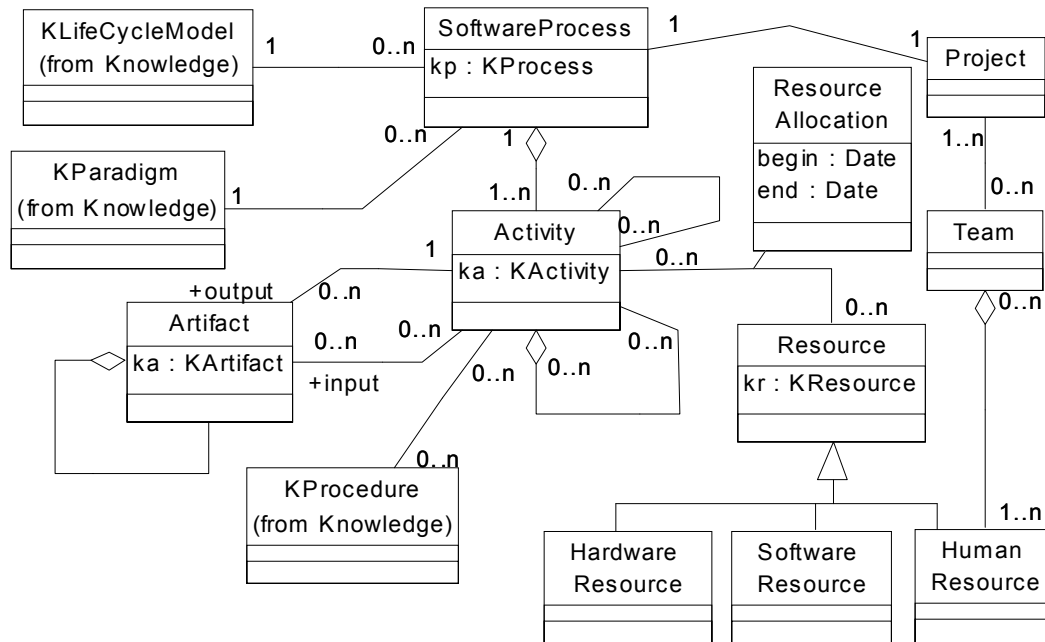 KLifeCycleModel
(from Knowledge)
1
0..n
SoftwareProcess
kp : KProcess
1
1
Project
Resource
Allocation
begin : Date
end : Date
0..n
1
1..n
KParadigm
(from Knowledge)
1
1..n
0..n
0..n
0..n
Activity
ka : KActivity
Team
1
0..n
+output
0..n
0..n
Artifact
ka : KArtifact
0..n
0..n
+input
0..n
0..n
0..n
0..n
Resource
kr : KResource
0..n
KProcedure
(from Knowledge)
1..n
Hardware
Resource
Software
Resource
Human
Resource